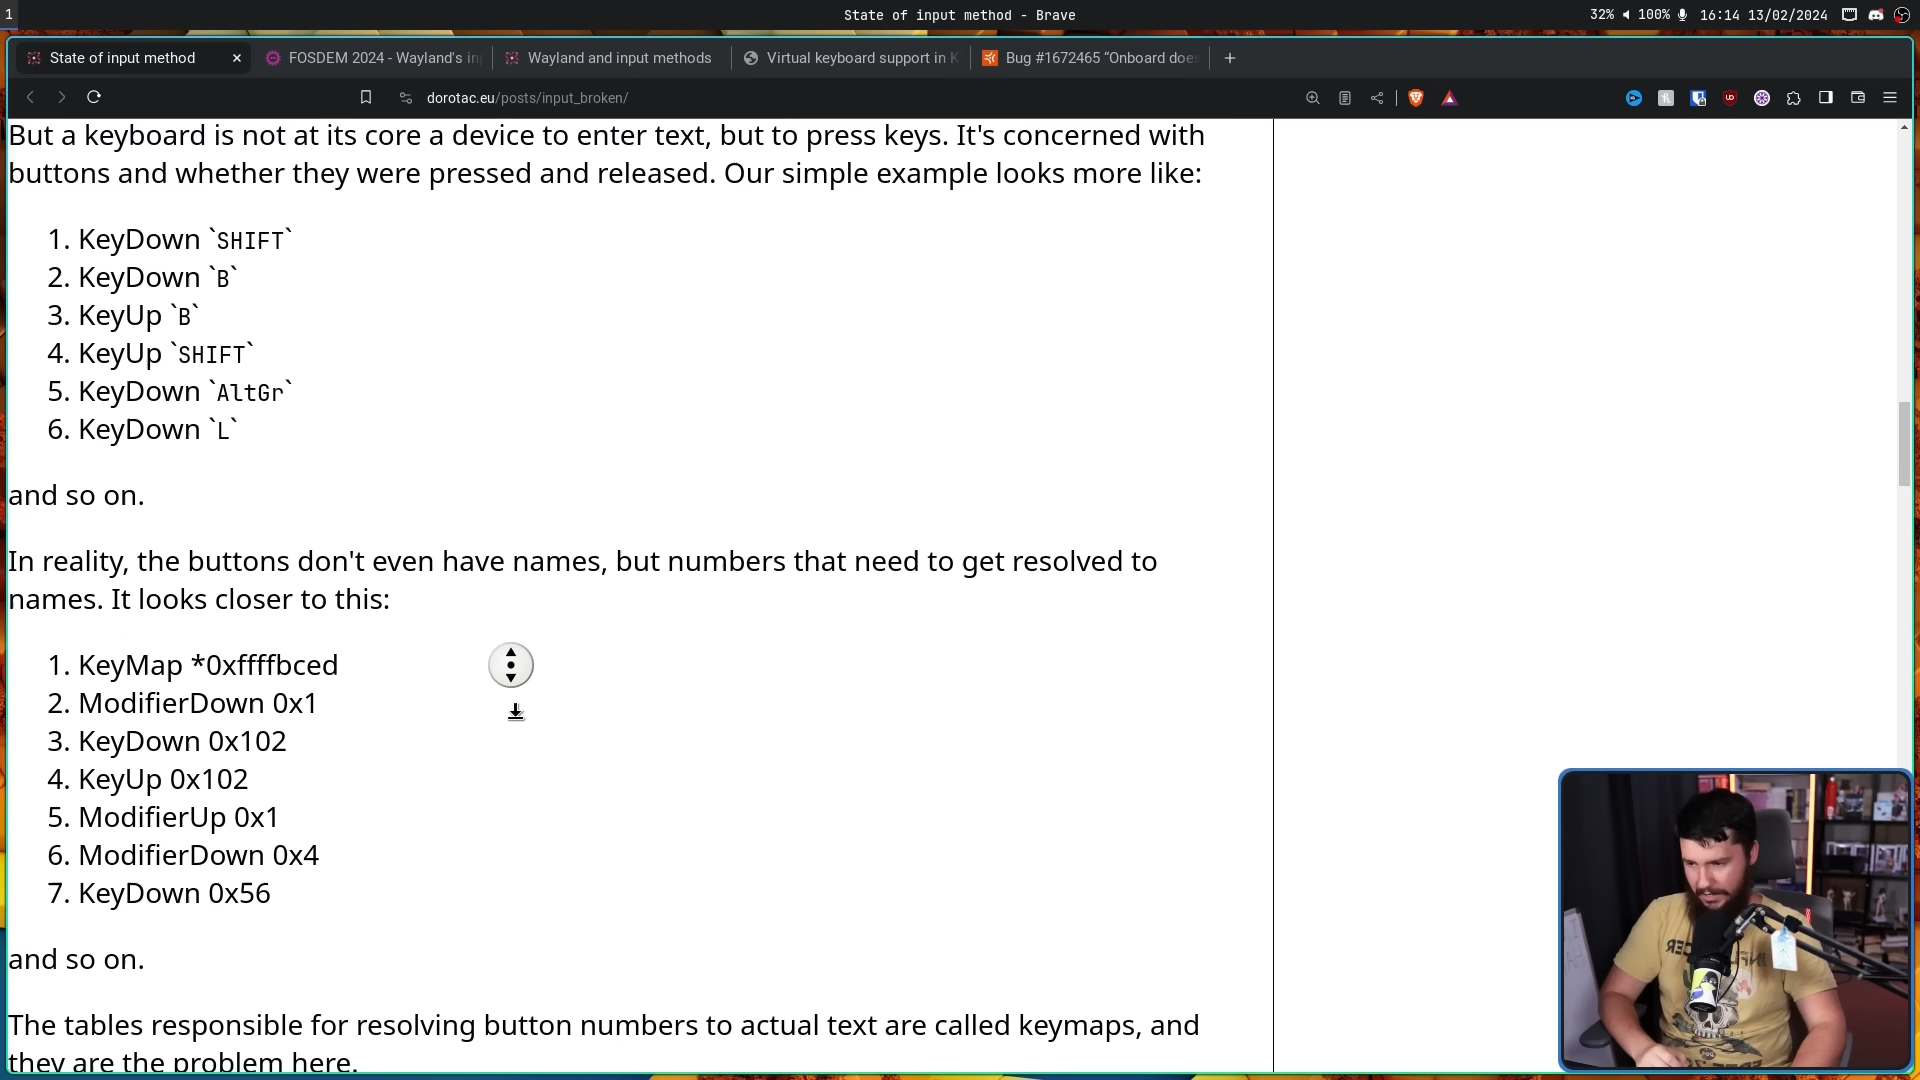 1
State of input method - Brave
32% 100% 16:14 13/02/2024
State of input method
FOSDEM 2024 - Wayland's in
Wayland and input methods
Virtual keyboard support in K
Bug #1672465 “Onboard does
dorotac.eu/posts/input_broken/
But a keyboard is not at its core a device to enter text, but to press keys. It's concerned with
buttons and whether they were pressed and released. Our simple example looks more like:
1. KeyDown `SHIFT`
2. KeyDown `B`
3. KeyUp `B`
4. KeyUp `SHIFT`
5. KeyDown `AltGr`
6. KeyDown `L`
and so on.
In reality, the buttons don't even have names, but numbers that need to get resolved to
names. It looks closer to this:
1. KeyMap *0xffffbced
2. ModifierDown 0x1
3. KeyDown 0x102
4. KeyUp 0x102
5. ModifierUp 0x1
6. ModifierDown 0x4
7. KeyDown 0x56
and so on.
The tables responsible for resolving button numbers to actual text are called keymaps, and
they are the problem here.